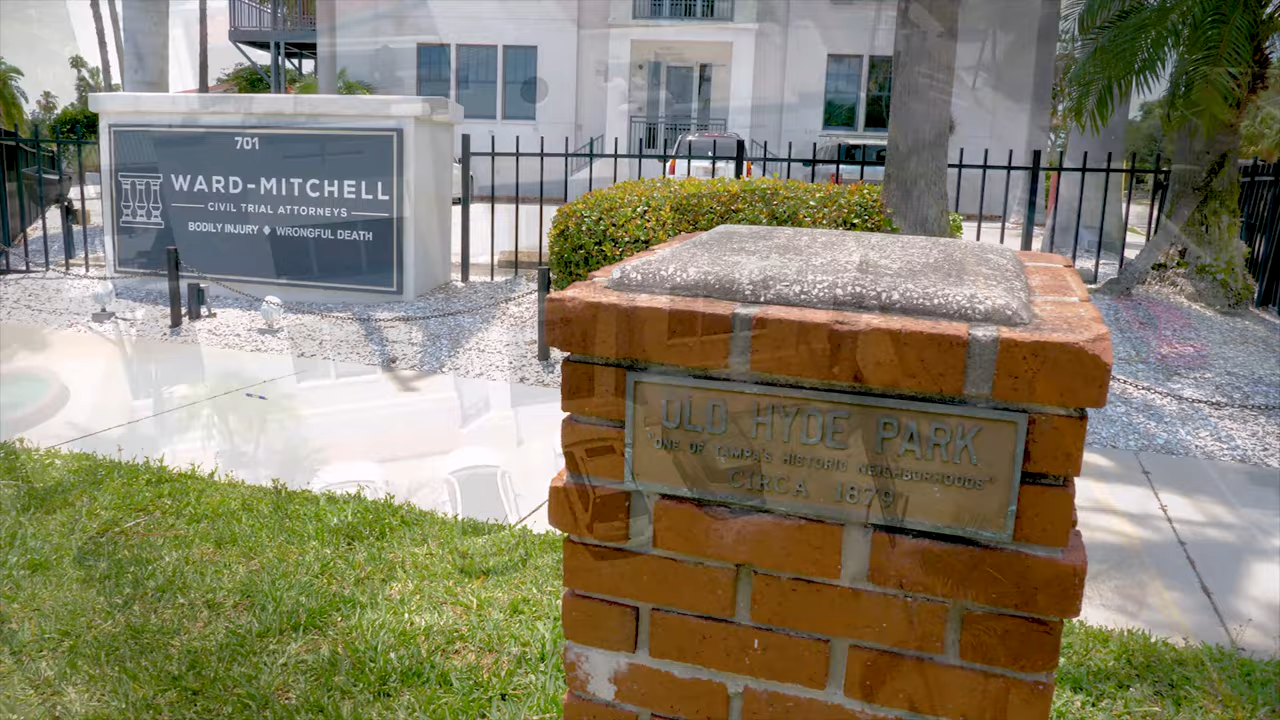 701
WARD-MITCHELL
CIVIL TRIAL ATTORNEYS
BODILY INJURY ◆ WRONGFUL DEATH
OLD HYDE PARK
"ONE OF TAMPA'S HISTORIC NEIGHBORHOODS"
CIRCA 1879